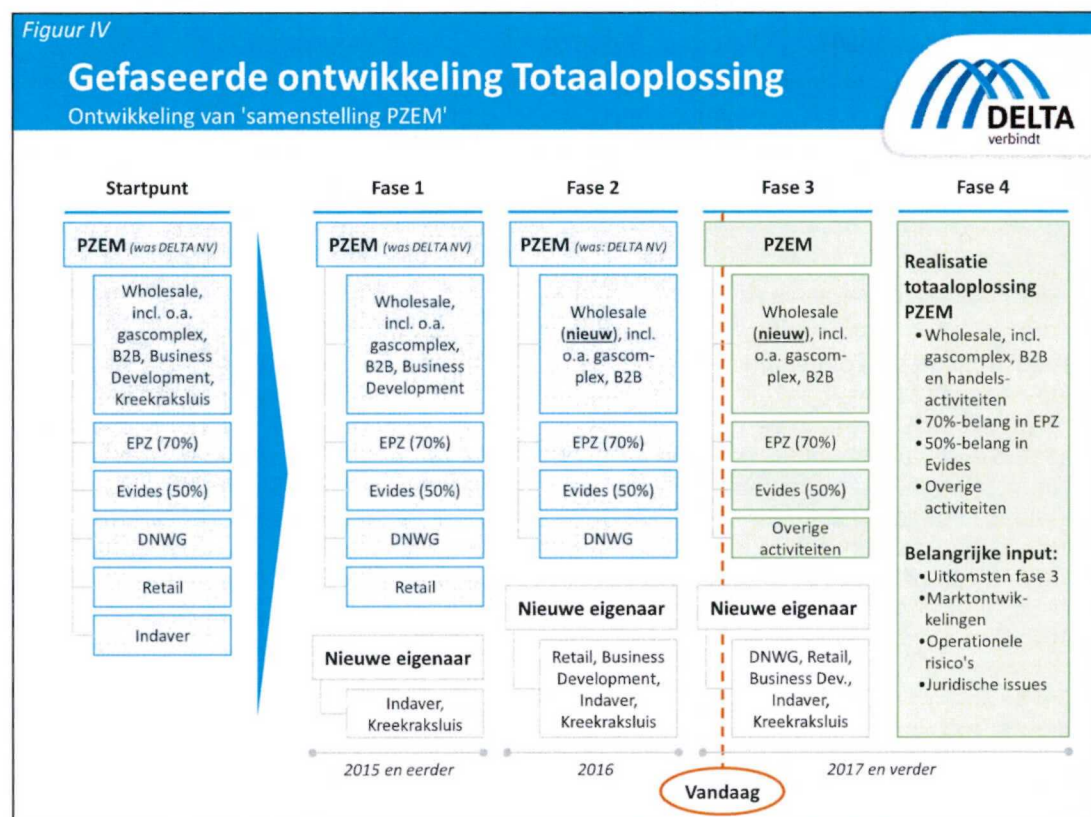 Figuur IV
Gefaseerde ontwikkeling Totaaloplossing
Ontwikkeling van 'samenstelling PZEM'
DELTA
verbindt
Startpunt
PZEM (was DELTA NV)
Wholesale,
incl. o.a.
gascomplex,
B2B, Business
Development,
Kreekraksluis
EPZ (70%)
Evides (50%)
DNWG
Retail
Indaver
Fase 1
PZEM (was DELTA NV)
Wholesale,
incl. o.a.
gascomplex,
B2B, Business
Development
EPZ (70%)
Evides (50%)
DNWG
Retail
Nieuwe eigenaar
Indaver,
Kreekraksluis
2015 en eerder
Fase 2
PZEM (was: DELTA NV)
Wholesale
(nieuw), incl.
o.a. gascom-
plex, B2B
EPZ (70%)
Evides (50%)
DNWG
Nieuwe eigenaar
Retail, Business
Development,
Indaver,
Kreekraksluis
2016
Fase 3
PZEM
Wholesale
(nieuw), incl.
o.a. gascom-
plex, B2B
EPZ (70%)
Evides (50%)
Overige
activiteiten
Nieuwe eigenaar
DNWG, Retail,
Business Dev.,
Indaver,
Kreekraksluis
Fase 4
Realisatie
totaaloplossing
PZEM
•Wholesale, incl.
gascomplex, B2B
en handels-
activiteiten
•70%-belang in EPZ
•50%-belang in
Evides
•Overige
activiteiten
Belangrijke input:
•Uitkomsten fase 3
•Marktontwik-
kelingen
•Operationele
risico's
•Juridische issues
2017 en verder
Vandaag